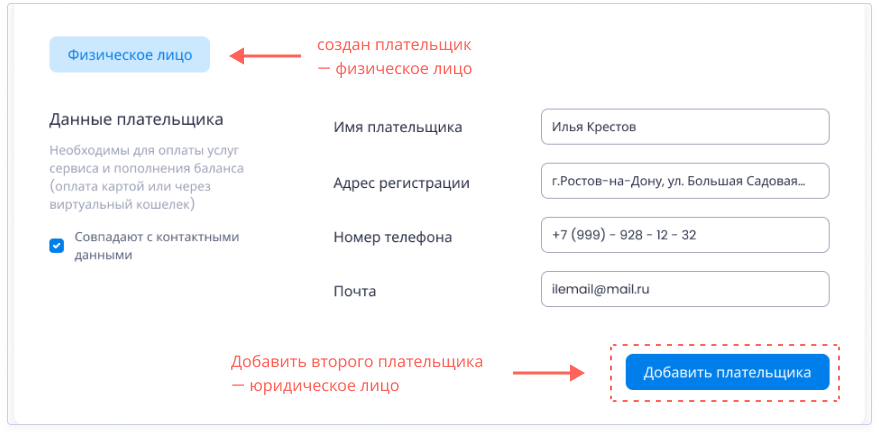 Физическое лицо
создан плательщик
— физическое лицо
Данные плательщика
Необходимы для оплаты услуг
сервиса и пополнения баланса
(оплата картой или через
виртуальный кошелек)
Совпадают с контактными
данными
Имя плательщика
Илья Крестов
Адрес регистрации
г.Ростов-на-Дону, ул. Большая Садовая...
Номер телефона
+7 (999) - 928 - 12 - 32
Почта
ilemail@mail.ru
Добавить второго плательщика
— юридическое лицо
Добавить плательщика